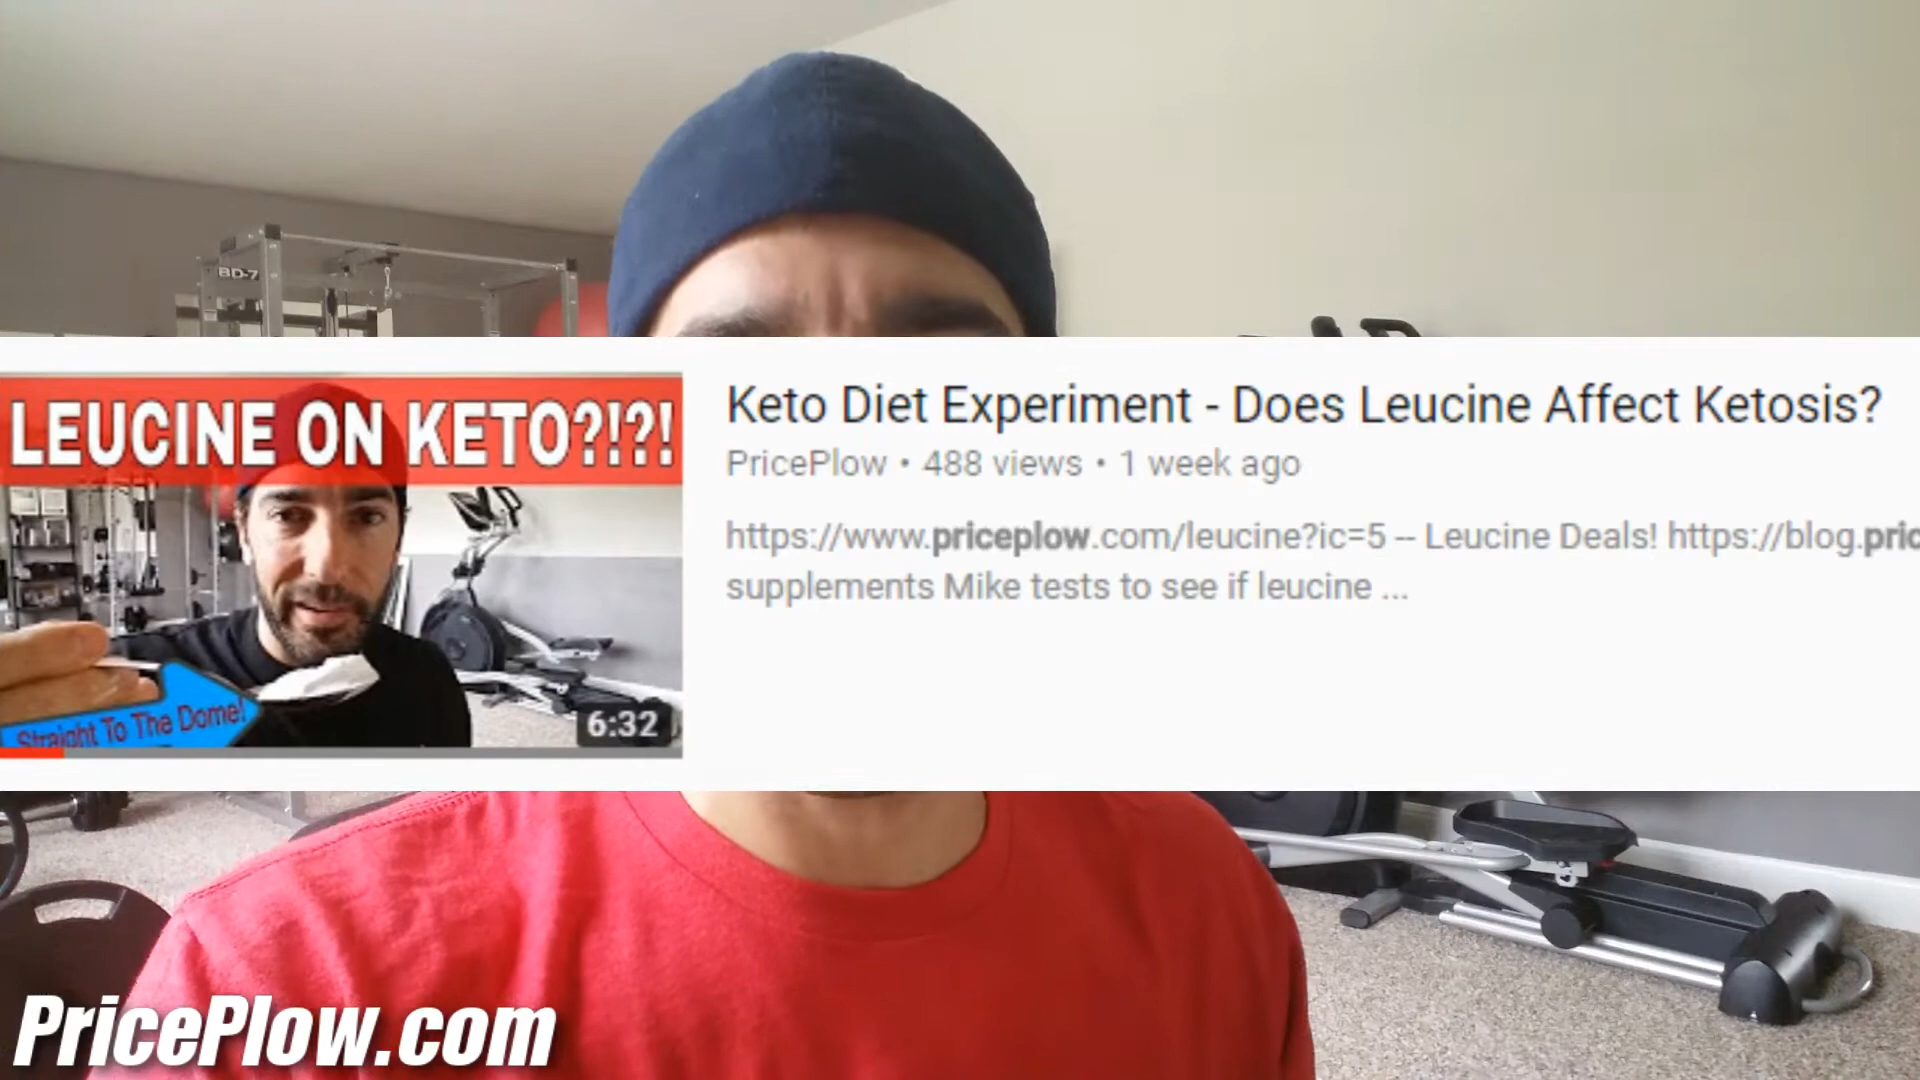 BD-7
LEUCINE ON KETO?!?!
Straight To The Dome!
6:32
Keto Diet Experiment - Does Leucine Affect Ketosis?
PricePlow • 488 views • 1 week ago
https://www.priceplow.com/leucine?ic=5 -- Leucine Deals! https://blog.pric
supplements Mike tests to see if leucine ...
PricePlow.com